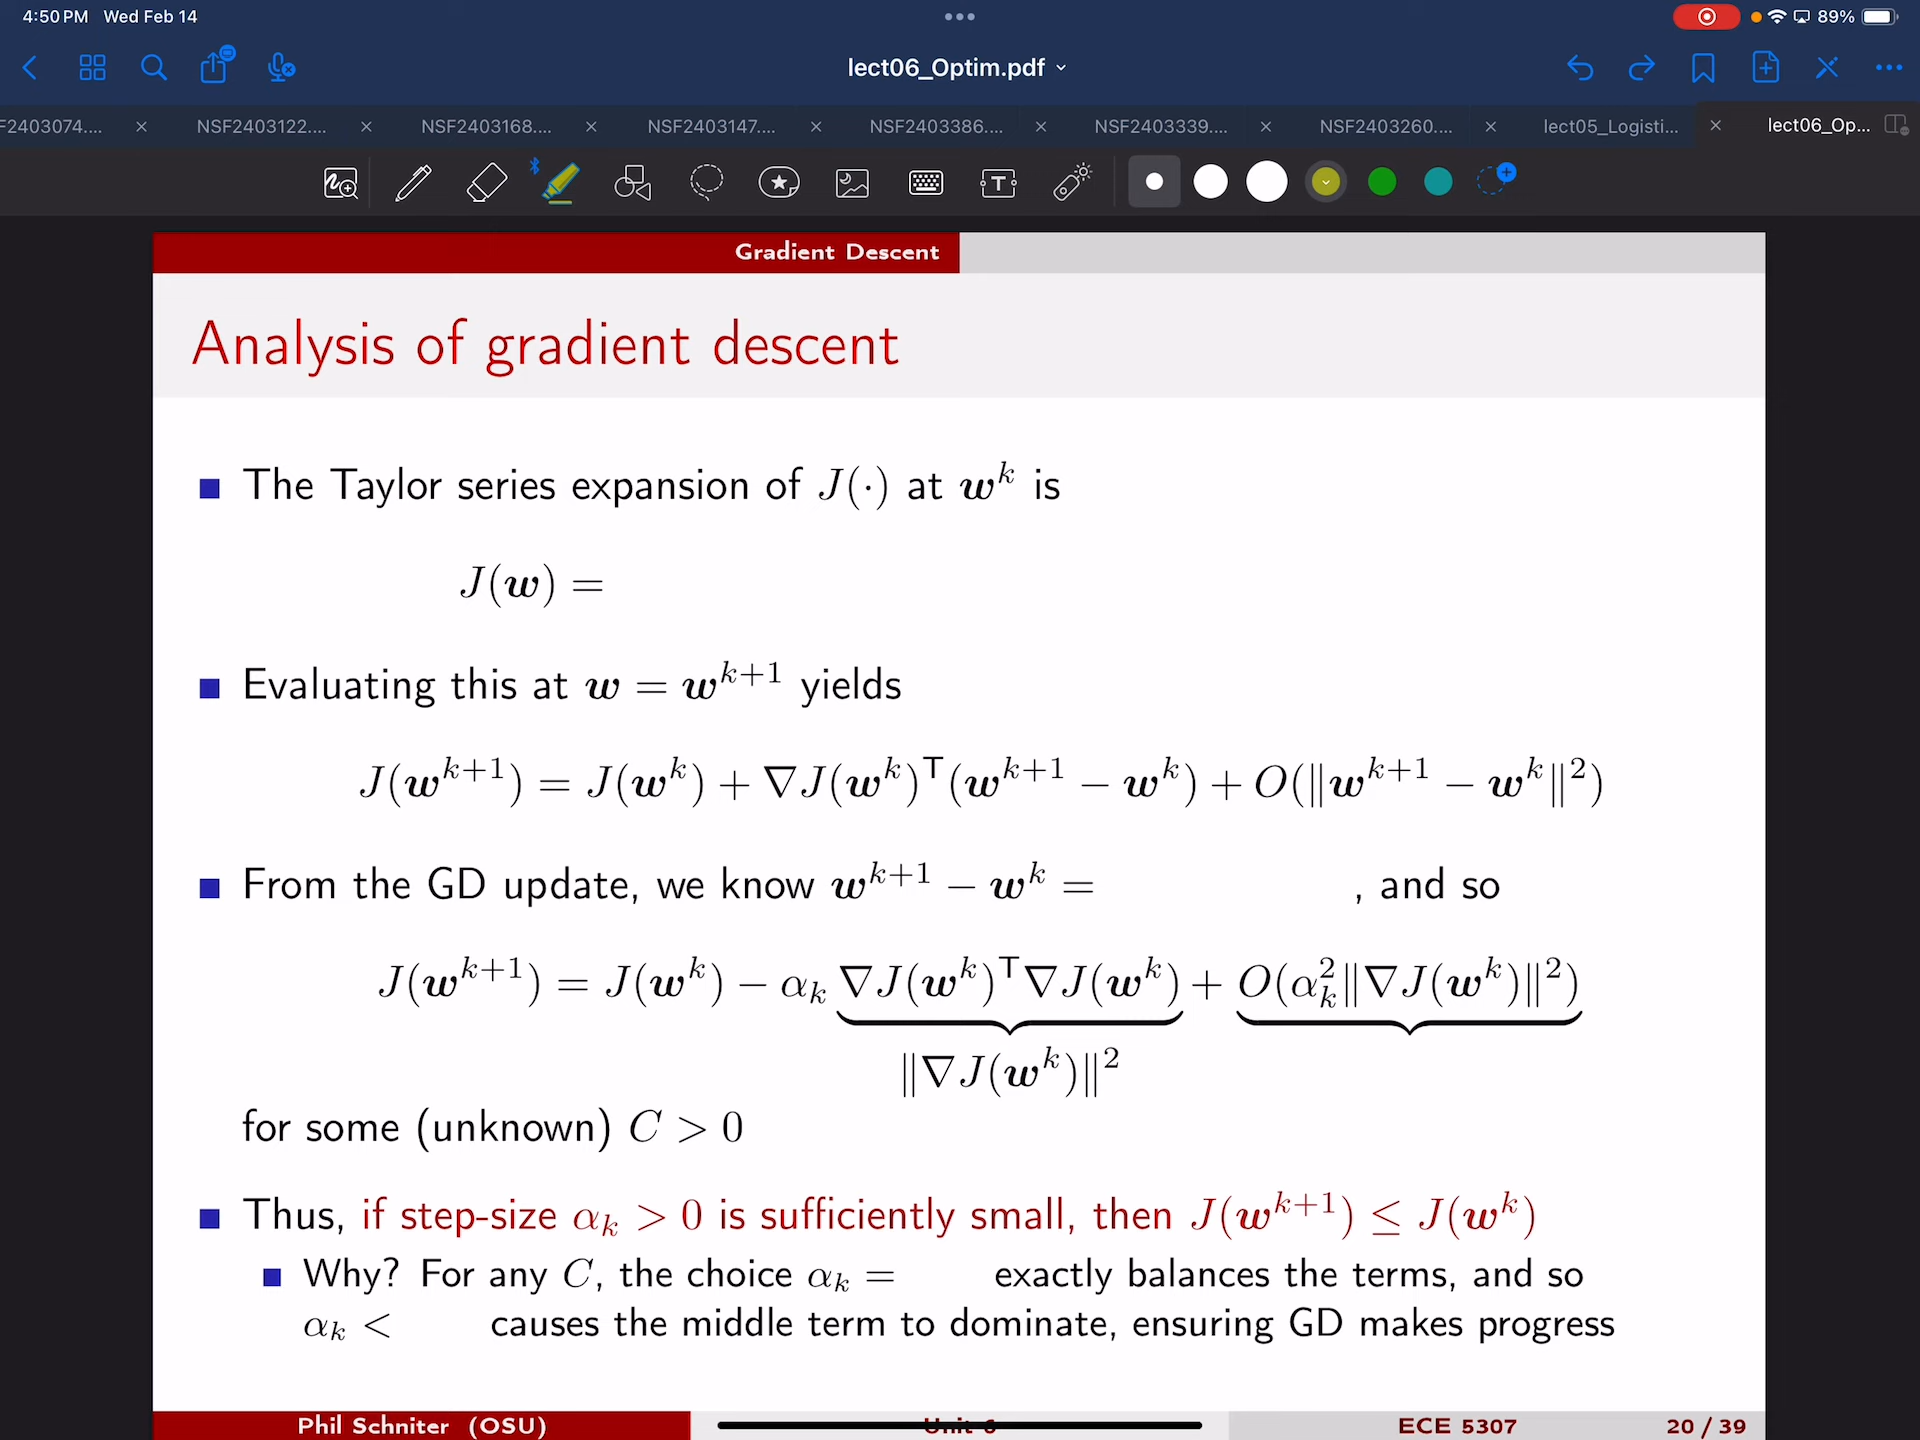 4:50 PM Wed Feb 14
89%
lect06_Optim.pdf
F2403074.... NSF2403122.... NSF2403168.... NSF2403147.... NSF2403386.... NSF2403339.... NSF2403260.... lect05_Logisti... lect06_Op...
Gradient Descent
Analysis of gradient descent
■ The Taylor series expansion of J(·) at w^k is
J(w) =
■ Evaluating this at w = w^{k+1} yields
J(w^{k+1}) = J(w^k) + ∇J(w^k)^T(w^{k+1} − w^k) + O(‖w^{k+1} − w^k‖²)
■ From the GD update, we know w^{k+1} − w^k = , and so
J(w^{k+1}) = J(w^k) − α_k ∇J(w^k)^T∇J(w^k) + O(α_k²‖∇J(w^k)‖²)
‖∇J(w^k)‖²
for some (unknown) C > 0
■ Thus, if step-size α_k > 0 is sufficiently small, then J(w^{k+1}) ≤ J(w^k)
■ Why? For any C, the choice α_k = exactly balances the terms, and so
α_k < causes the middle term to dominate, ensuring GD makes progress
Phil Schniter (OSU) Unit 6 ECE 5307 20 / 39